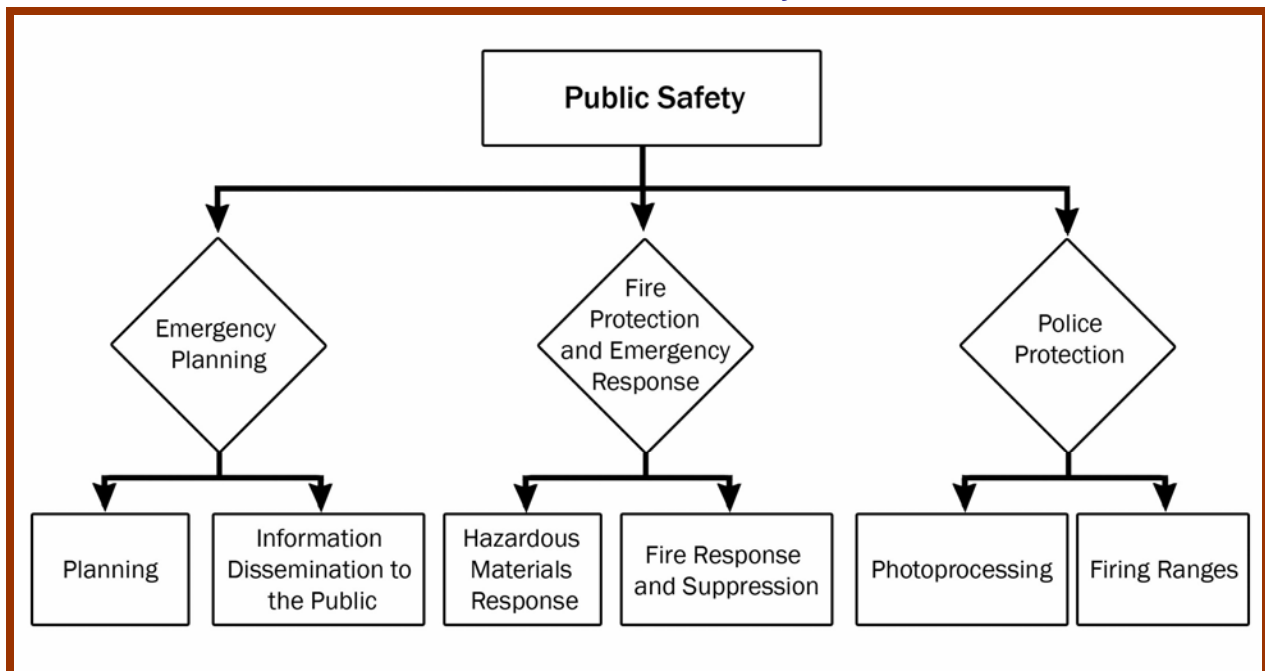 Public Safety
Emergency
Planning
Fire
Protection
and Emergency
Response
Police
Protection
Planning
Information
Dissemination to
the Public
Hazardous
Materials
Response
Fire Response
and Suppression
Photoprocessing
Firing Ranges